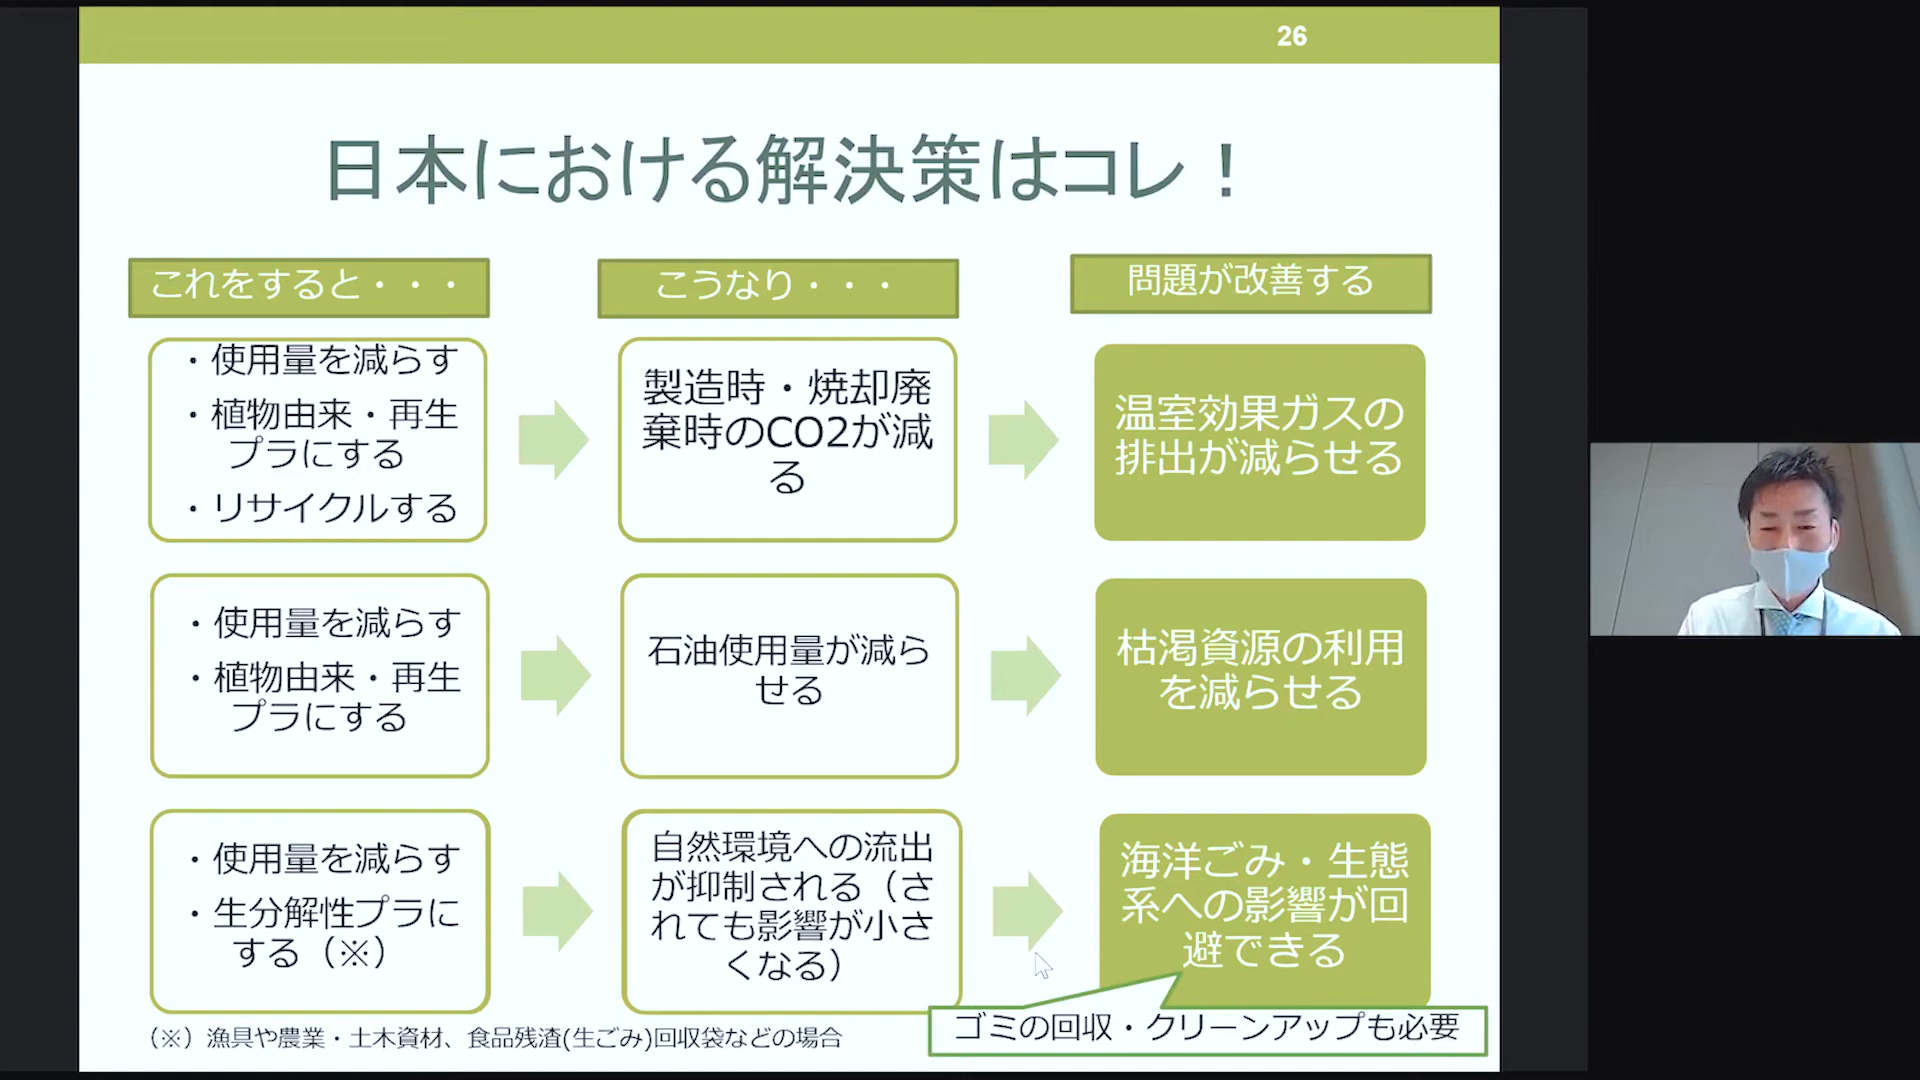 26
日本における解決策はコレ！
これをすると・・・
こうなり・・・
問題が改善する
・使用量を減らす
・植物由来・再生
プラにする
・リサイクルする
製造時・焼却廃
棄時のCO2が減
る
温室効果ガスの
排出が減らせる
・使用量を減らす
・植物由来・再生
プラにする
石油使用量が減ら
せる
枯渇資源の利用
を減らせる
・使用量を減らす
・生分解性プラに
する（※）
自然環境への流出
が抑制される（さ
れても影響が小さ
くなる）
海洋ごみ・生態
系への影響が回
避できる
（※）漁具や農業・土木資材、食品残渣(生ごみ)回収袋などの場合
ゴミの回収・クリーンアップも必要